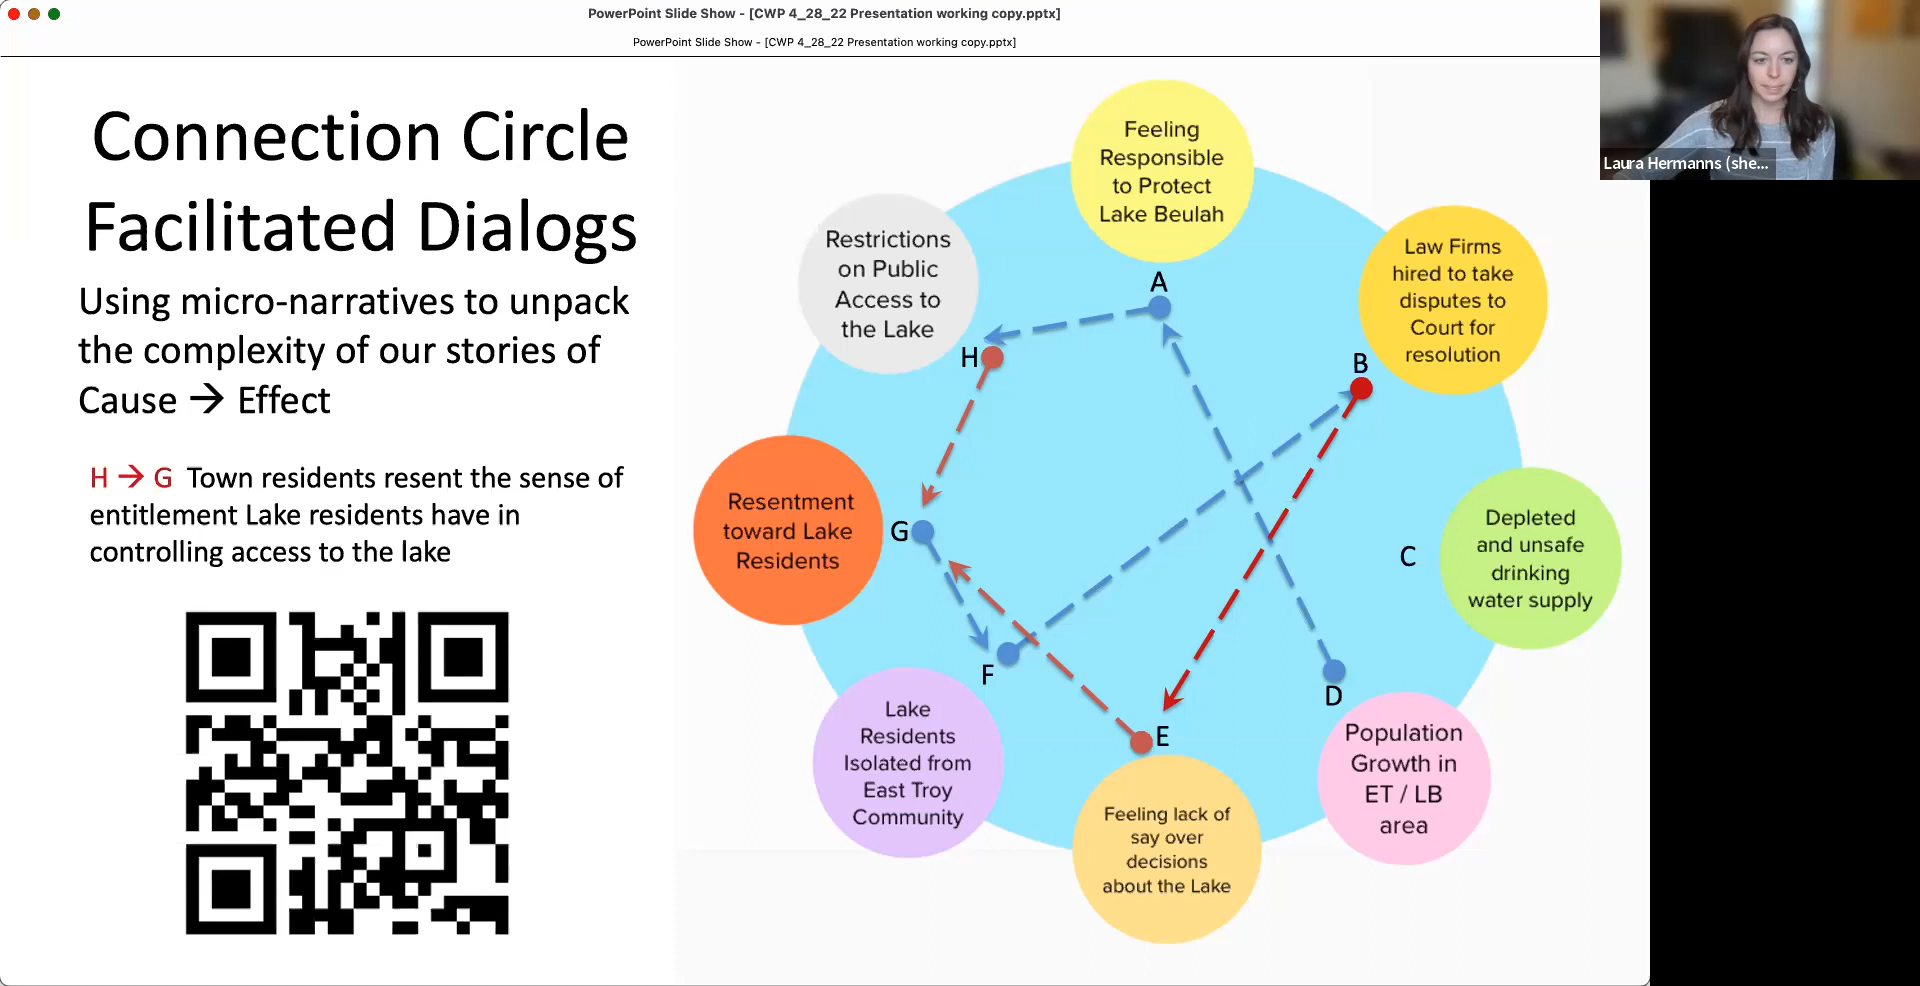 PowerPoint Slide Show - [CWP 4_28_22 Presentation working copy.pptx]
PowerPoint Slide Show - [CWP 4_28_22 Presentation working copy.pptx]
Laura Hermanns (she...
Connection Circle
Facilitated Dialogs
Using micro-narratives to unpack
the complexity of our stories of
Cause → Effect
H → G Town residents resent the sense of
entitlement Lake residents have in
controlling access to the lake
Feeling
Responsible
to Protect
Lake Beulah
A
Law Firms
hired to take
disputes to
Court for
resolution
B
Depleted
and unsafe
drinking
water supply
C
Population
Growth in
ET / LB
area
D
Feeling lack of
say over
decisions
about the Lake
E
Lake
Residents
Isolated from
East Troy
Community
F
Resentment
toward Lake
Residents
G
Restrictions
on Public
Access to
the Lake
H